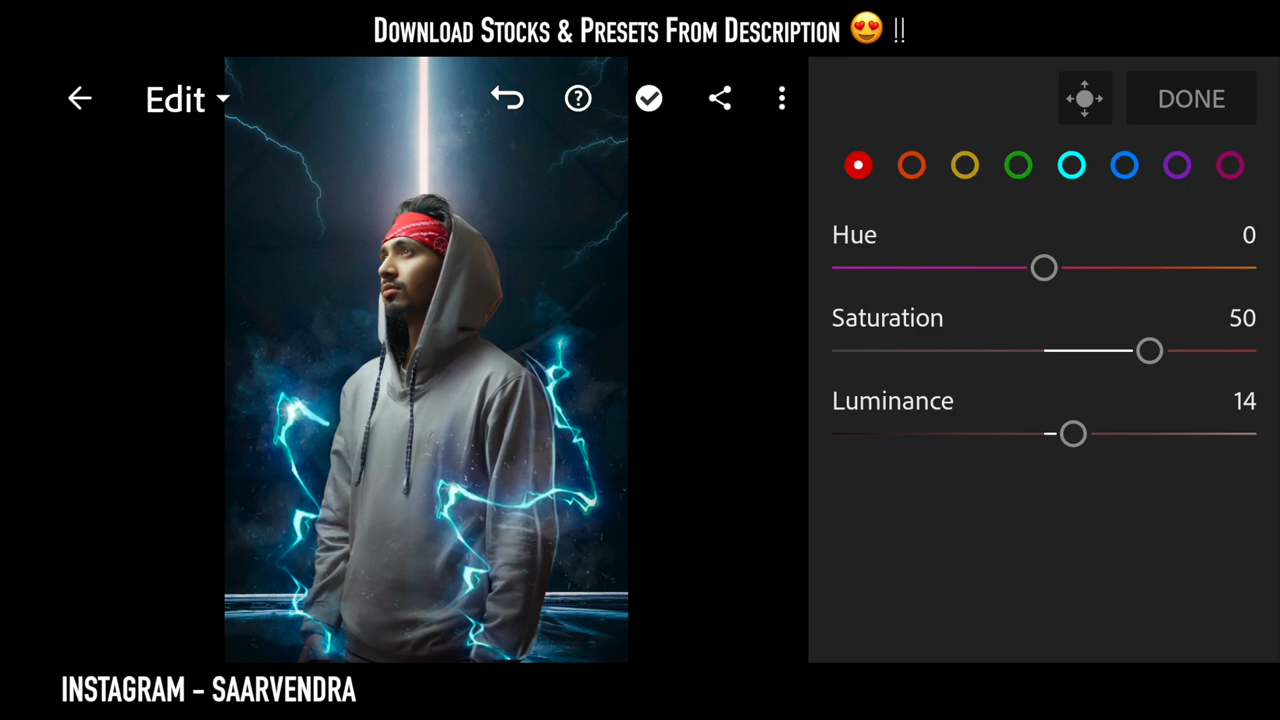 Download Stocks & Presets From Description 😍 !!
Edit
DONE
Hue 0
Saturation 50
Luminance 14
INSTAGRAM - SAARVENDRA